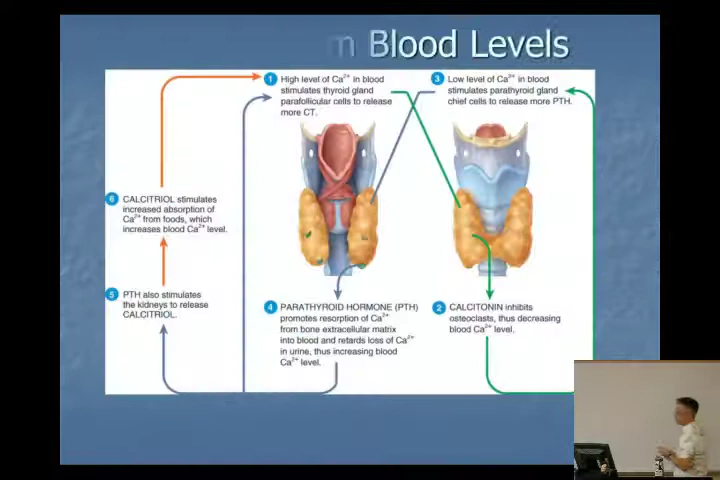 m Blood Levels
1 High level of Ca2+ in blood
stimulates thyroid gland
parafollicular cells to release
more CT.
3 Low level of Ca2+ in blood
stimulates parathyroid gland
chief cells to release more PTH.
6 CALCITRIOL stimulates
increased absorption of
Ca2+ from foods, which
increases blood Ca2+ level.
5 PTH also stimulates
the kidneys to release
CALCITRIOL.
4 PARATHYROID HORMONE (PTH)
promotes resorption of Ca2+
from bone extracellular matrix
into blood and retards loss of Ca2+
in urine, thus increasing blood
Ca2+ level.
2 CALCITONIN inhibits
osteoclasts, thus decreasing
blood Ca2+ level.